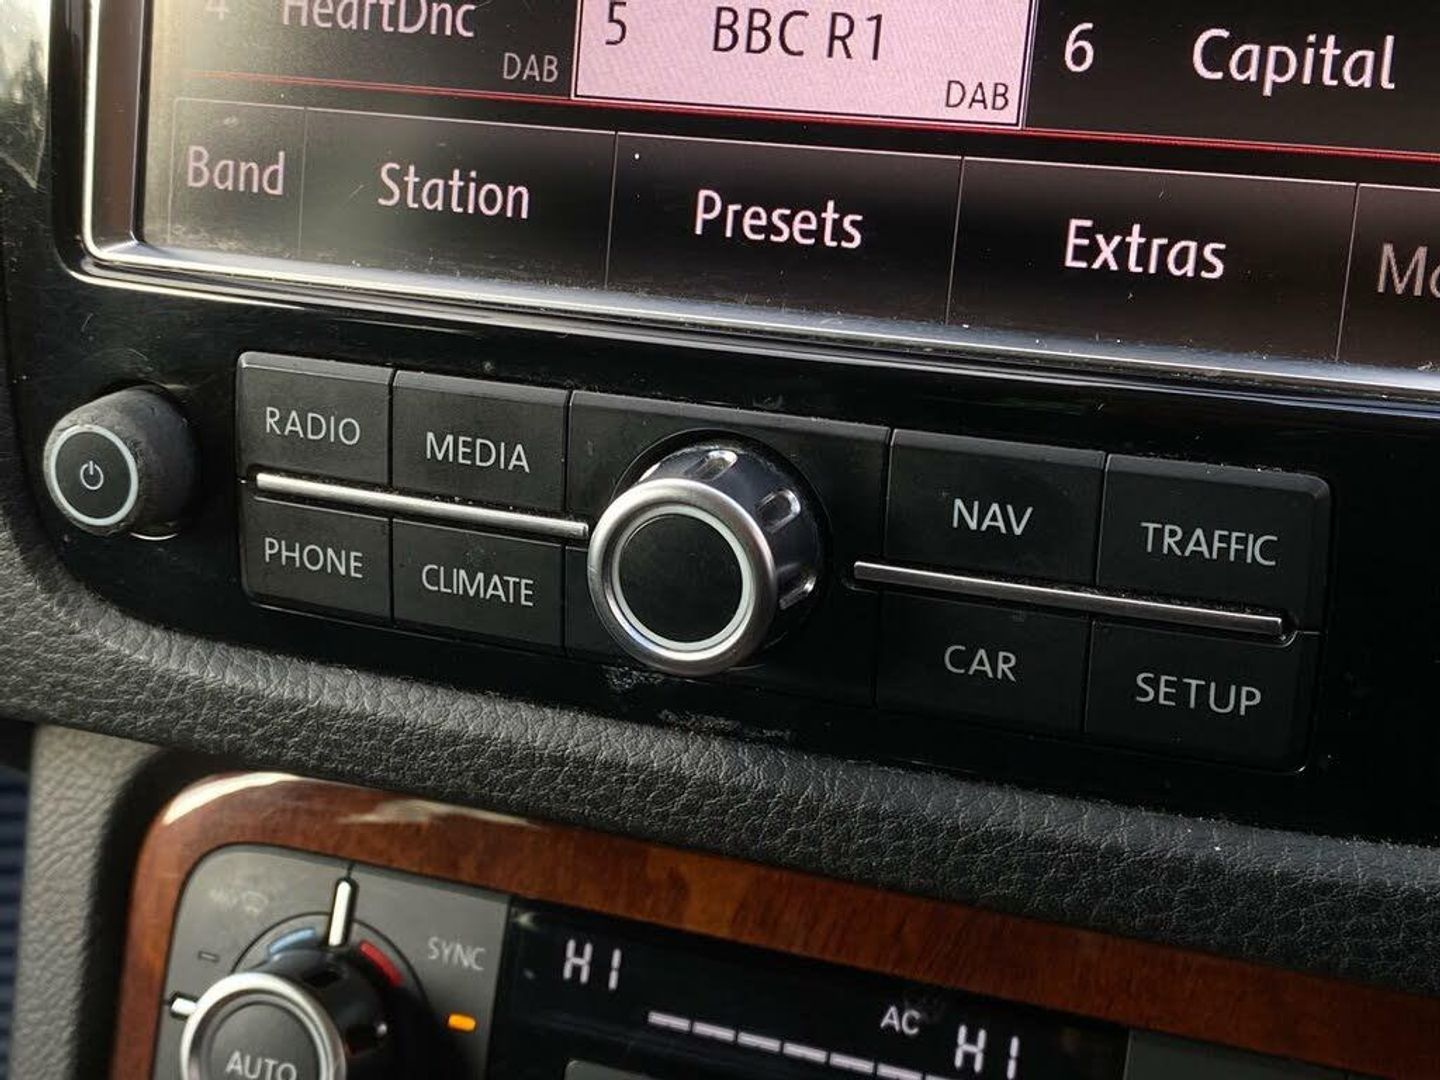 4 HeartDnc DAB
5 BBC R1 DAB
6 Capital
Band Station Presets Extras
RADIO MEDIA NAV TRAFFIC
PHONE CLIMATE CAR SETUP
SYNC
HI AC HI
AUTO